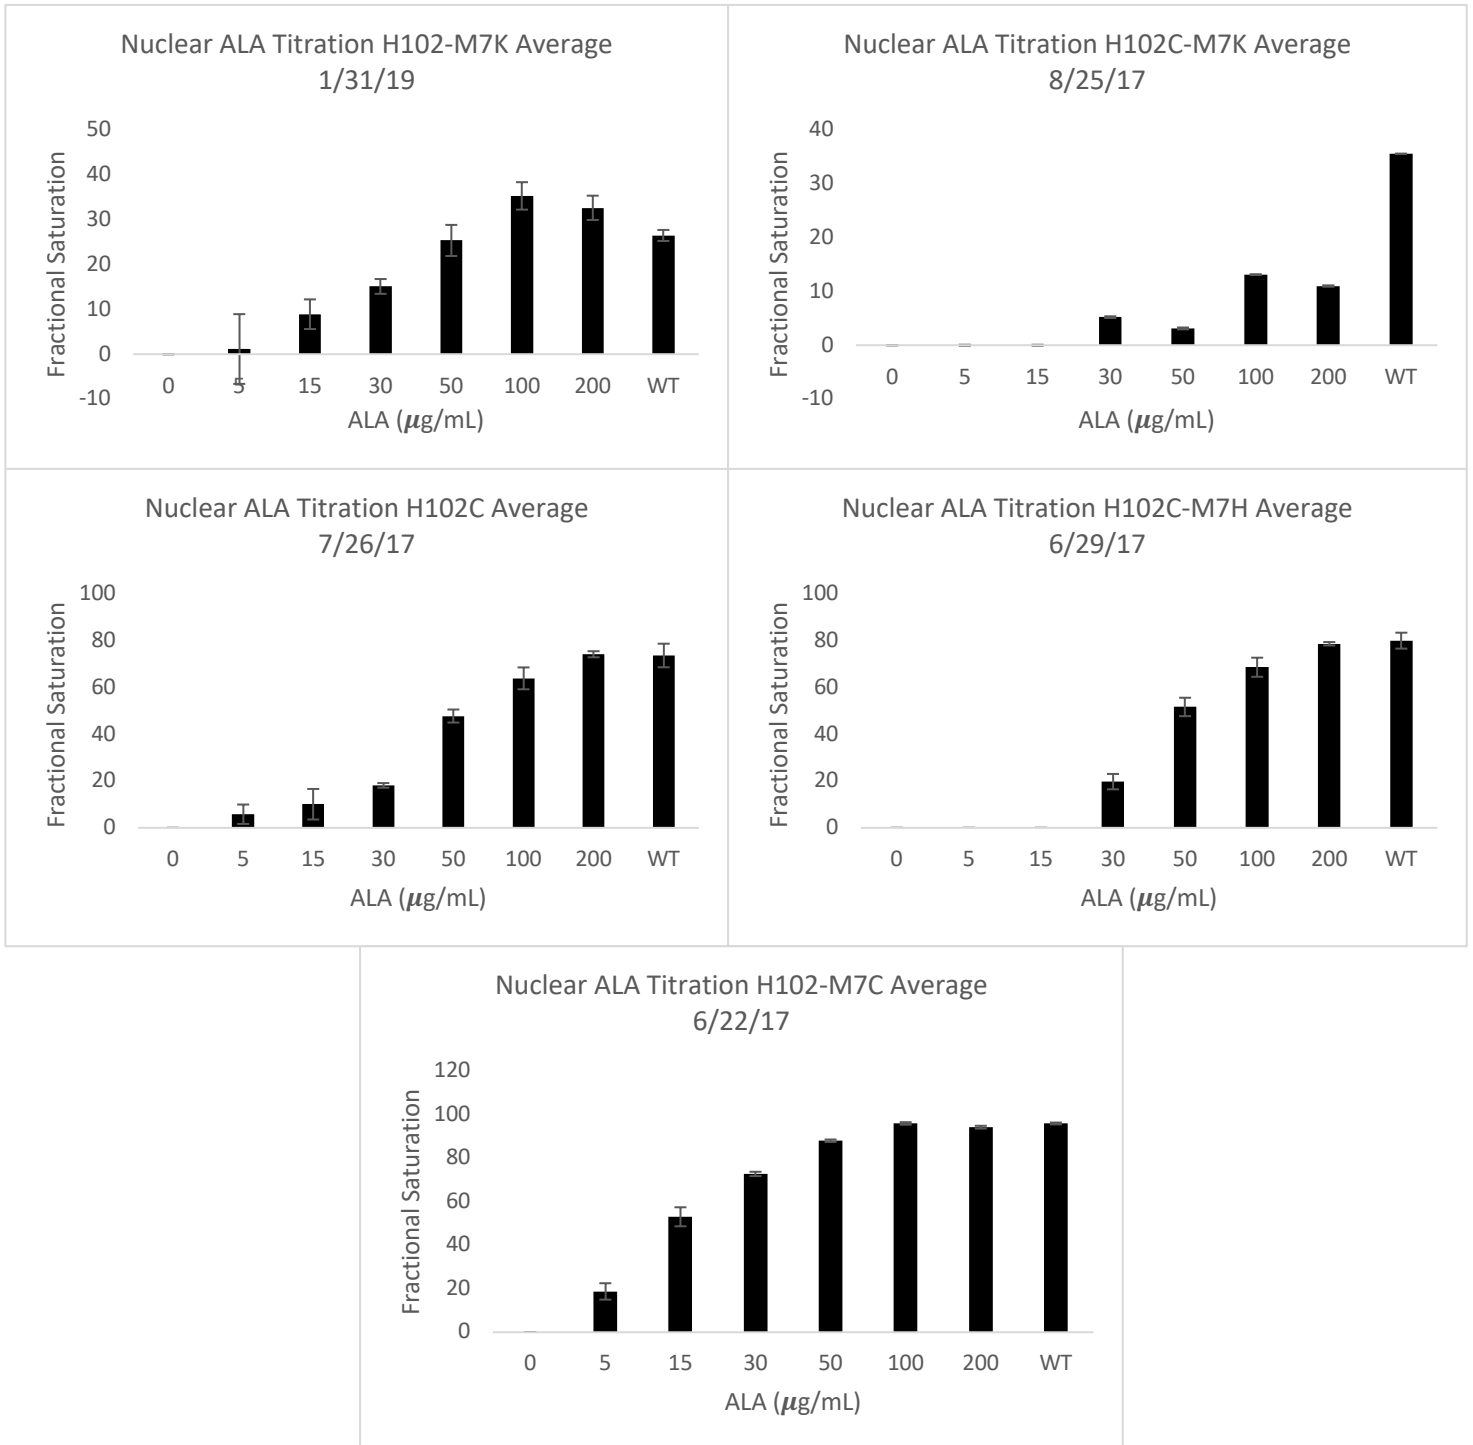 Nuclear ALA Titration H102-M7K Average
1/31/19
Fractional Saturation
50
40
30
20
10
0
-10
0 5 15 30 50 100 200 WT
ALA (μg/mL)
Nuclear ALA Titration H102C-M7K Average
8/25/17
Fractional Saturation
40
30
20
10
0
-10
0 5 15 30 50 100 200 WT
ALA (μg/mL)
Nuclear ALA Titration H102C Average
7/26/17
Fractional Saturation
100
80
60
40
20
0
0 5 15 30 50 100 200 WT
ALA (μg/mL)
Nuclear ALA Titration H102C-M7H Average
6/29/17
Fractional Saturation
100
80
60
40
20
0
0 5 15 30 50 100 200 WT
ALA (μg/mL)
Nuclear ALA Titration H102-M7C Average
6/22/17
Fractional Saturation
120
100
80
60
40
20
0
0 5 15 30 50 100 200 WT
ALA (μg/mL)